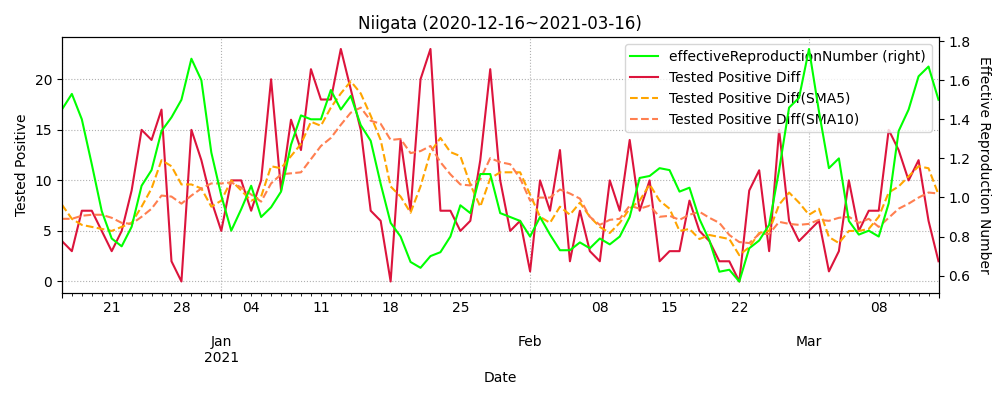 Niigata (2020-12-16~2021-03-16)
effectiveReproductionNumber (right)
Tested Positive Diff
Tested Positive Diff(SMA5)
Tested Positive Diff(SMA10)
Tested Positive
20
15
10
5
0
1.8
1.6
1.4
1.2
1.0
0.8
0.6
Effective Reproduction Number
21 28 04 11 18 25 08 15 22 08
Jan Feb Mar
2021
Date